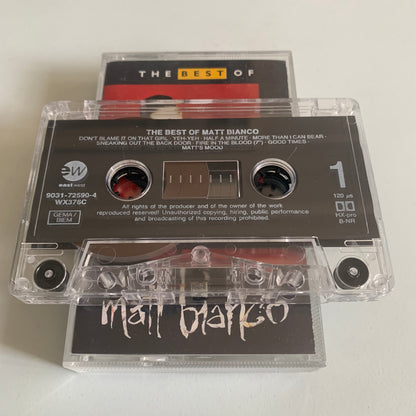 THE BEST OF
THE BEST OF MATT BIANCO
DON'T BLAME IT ON THAT GIRL · YEH-YEH · HALF A MINUTE · MORE THAN I CAN BEAR ·
SNEAKING OUT THE BACK DOOR · FIRE IN THE BLOOD (7") · GOOD TIMES ·
MATT'S MOOD
ew
east west
9031-72590-4
WX376C
GEMA/
BIEM
1
120 µs
HX-pro
B-NR
All rights of the producer and of the owner of the work
reproduced reserved! Unauthorized copying, hiring, public performance
and broadcasting of this recording prohibited.
matt bianco